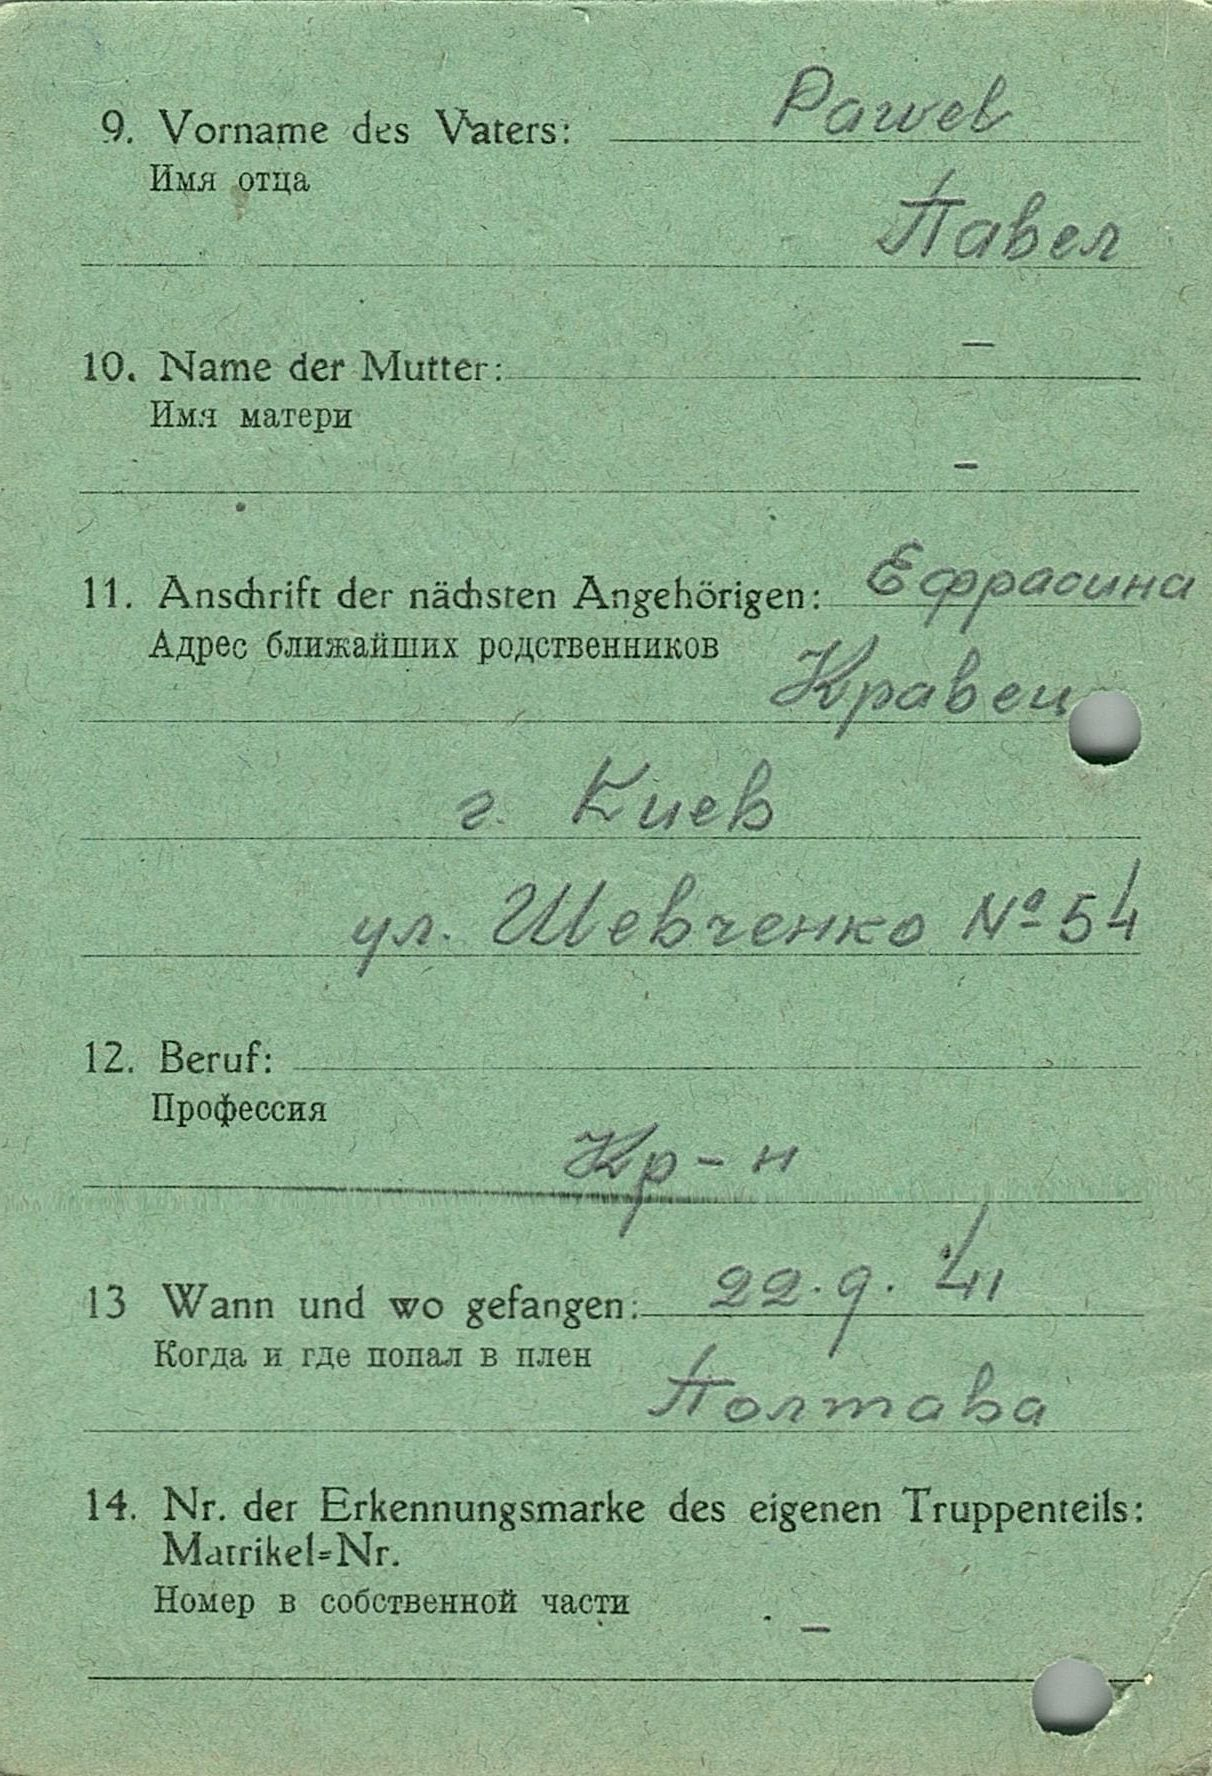 9. Vorname des Vaters: Pawel
Имя отца
Павел
10. Name der Mutter: –
Имя матери
–
11. Anschrift der nächsten Angehörigen: Ефрасина
Адрес ближайших родственников
Кравец
г. Киев
ул. Шевченко № 54
12. Beruf:
Профессия
Кр-н
13 Wann und wo gefangen: 22.9.41
Когда и где попал в плен
Полтава
14. Nr. der Erkennungsmarke des eigenen Truppenteils:
Matrikel=Nr.
Номер в собственной части
–